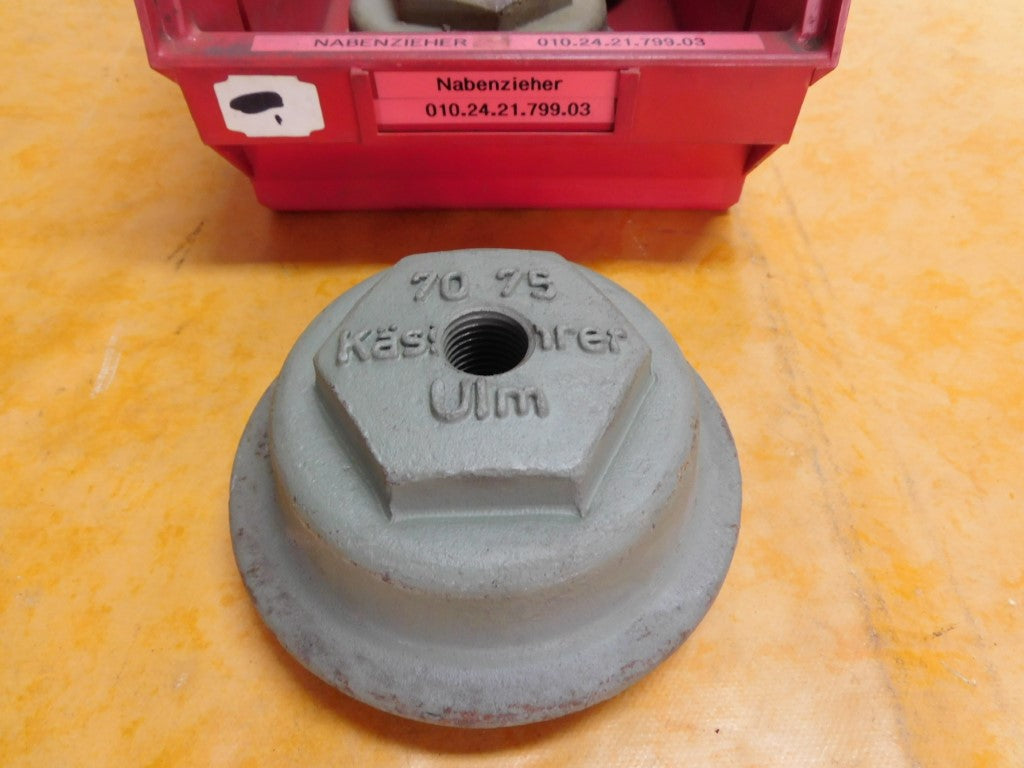 NABENZIEHER 010.24.21.799.03
Nabenzieher
010.24.21.799.03
70 75
Ulm